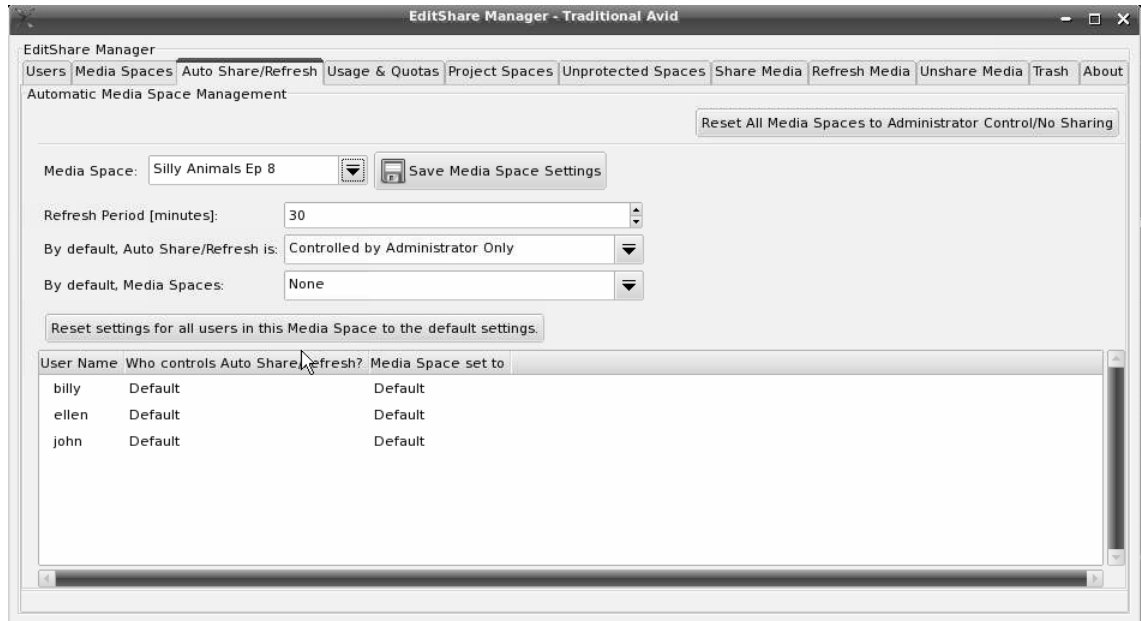 EditShare Manager - Traditional Avid
EditShare Manager
Users Media Spaces Auto Share/Refresh Usage & Quotas Project Spaces Unprotected Spaces Share Media Refresh Media Unshare Media Trash About
Automatic Media Space Management
Reset All Media Spaces to Administrator Control/No Sharing
Media Space: Silly Animals Ep 8 Save Media Space Settings
Refresh Period [minutes]: 30
By default, Auto Share/Refresh is: Controlled by Administrator Only
By default, Media Spaces: None
Reset settings for all users in this Media Space to the default settings.
User Name Who controls Auto Share/Refresh? Media Space set to
billy Default Default
ellen Default Default
john Default Default